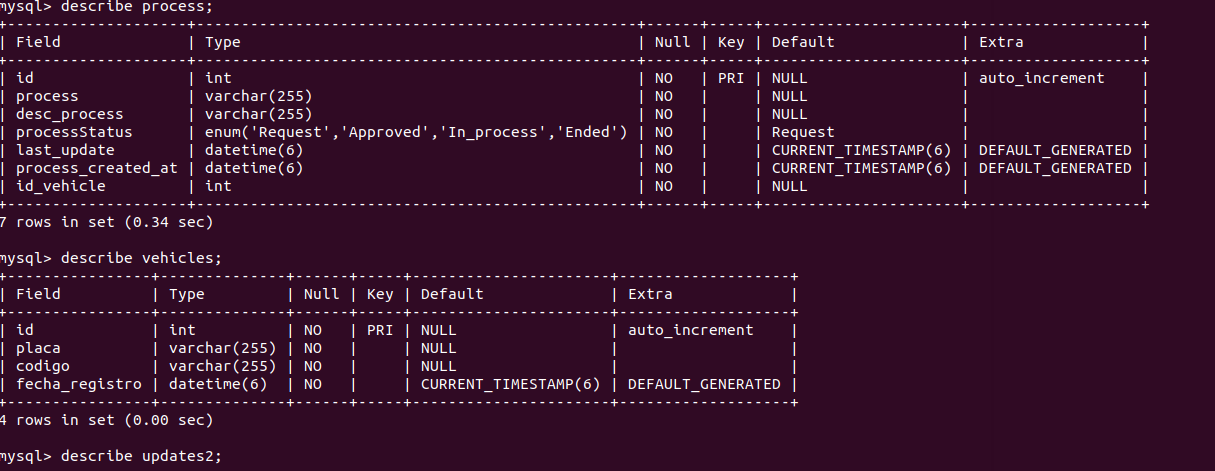 mysql> describe process;
+--------------------+-----------------------------------------------+------+-----+----------------------+-------------------+
| Field              | Type                                          | Null | Key | Default              | Extra             |
+--------------------+-----------------------------------------------+------+-----+----------------------+-------------------+
| id                 | int                                           | NO   | PRI | NULL                 | auto_increment    |
| process            | varchar(255)                                  | NO   |     | NULL                 |                   |
| desc_process       | varchar(255)                                  | NO   |     | NULL                 |                   |
| processStatus      | enum('Request','Approved','In_process','Ended') | NO   |     | Request              |                   |
| last_update        | datetime(6)                                   | NO   |     | CURRENT_TIMESTAMP(6) | DEFAULT_GENERATED |
| process_created_at | datetime(6)                                   | NO   |     | CURRENT_TIMESTAMP(6) | DEFAULT_GENERATED |
| id_vehicle         | int                                           | NO   |     | NULL                 |                   |
+--------------------+-----------------------------------------------+------+-----+----------------------+-------------------+
7 rows in set (0.34 sec)
mysql> describe vehicles;
+----------------+--------------+------+-----+----------------------+-------------------+
| Field          | Type         | Null | Key | Default              | Extra             |
+----------------+--------------+------+-----+----------------------+-------------------+
| id             | int          | NO   | PRI | NULL                 | auto_increment    |
| placa          | varchar(255) | NO   |     | NULL                 |                   |
| codigo         | varchar(255) | NO   |     | NULL                 |                   |
| fecha_registro | datetime(6)  | NO   |     | CURRENT_TIMESTAMP(6) | DEFAULT_GENERATED |
+----------------+--------------+------+-----+----------------------+-------------------+
4 rows in set (0.00 sec)
mysql> describe updates2;